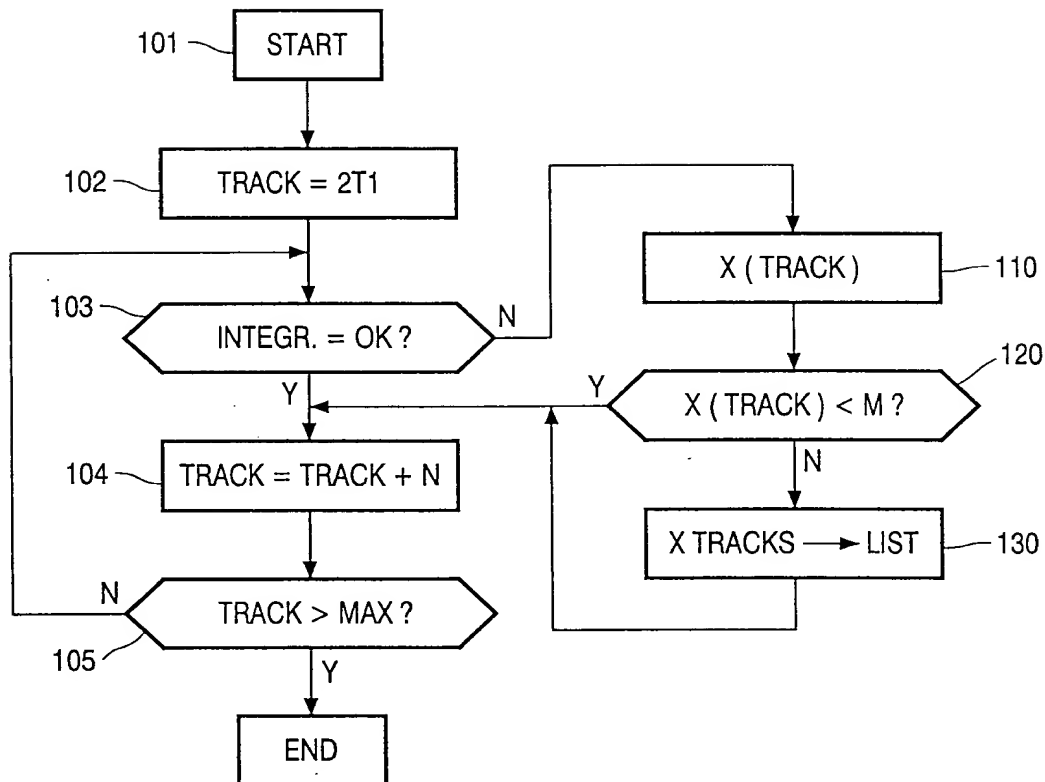 101
START
102
TRACK = 2T1
103
INTEGR. = OK ?
N
Y
X ( TRACK )
110
120
X ( TRACK ) < M ?
Y
N
104
TRACK = TRACK + N
X TRACKS → LIST
130
N
TRACK > MAX ?
105
Y
END